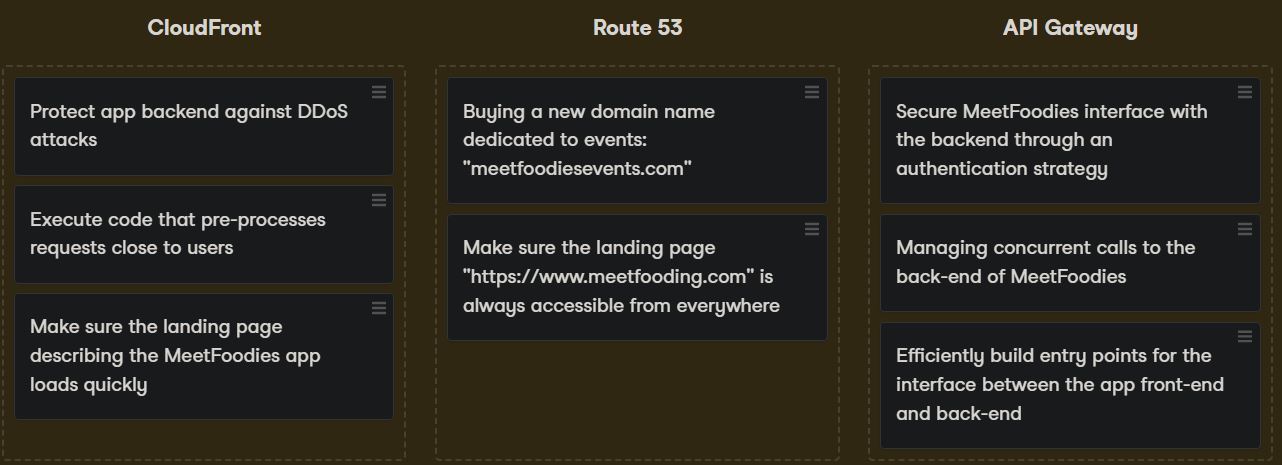 CloudFront
Protect app backend against DDoS
attacks
Execute code that pre-processes
requests close to users
Make sure the landing page
describing the MeetFoodies app
loads quickly
Route 53
Buying a new domain name
dedicated to events:
"meetfoodiesevents.com"
Make sure the landing page
"https://www.meetfooding.com" is
always accessible from everywhere
API Gateway
Secure MeetFoodies interface with
the backend through an
authentication strategy
Managing concurrent calls to the
back-end of MeetFoodies
Efficiently build entry points for the
interface between the app front-end
and back-end